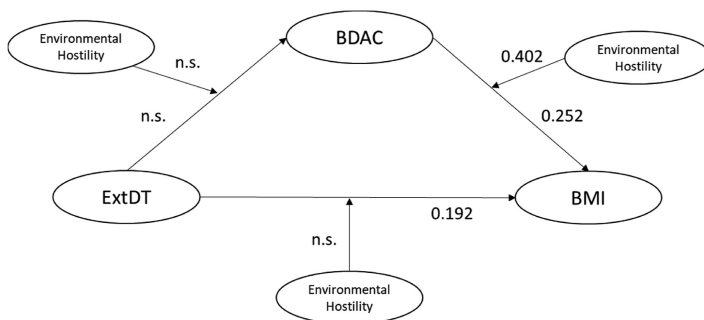 Environmental
Hostility
BDAC
n.s.
0.402
Environmental
Hostility
n.s.
0.252
ExtDT
BMI
0.192
n.s.
Environmental
Hostility